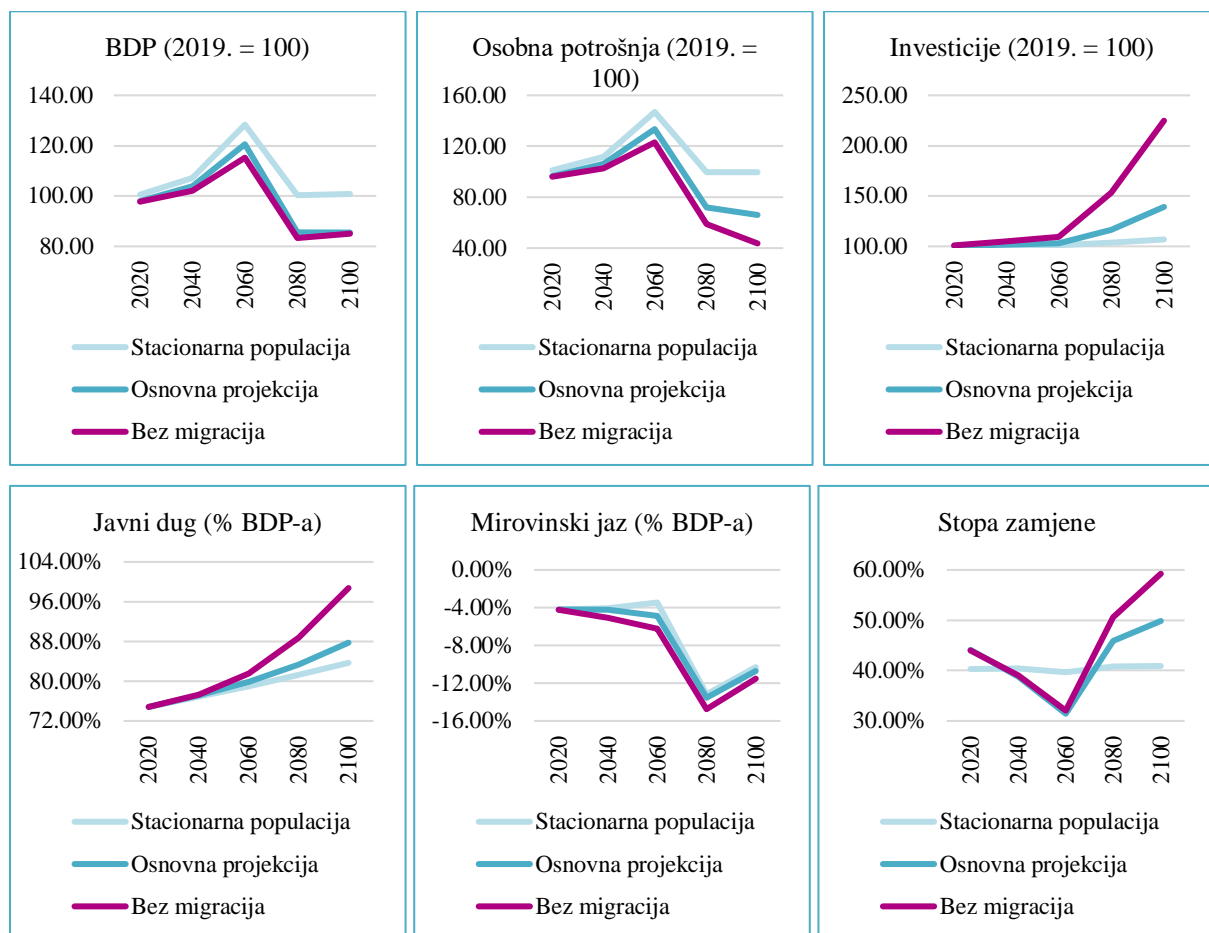 BDP (2019. = 100)
140.00
120.00
100.00
80.00
2020
2040
2060
2080
2100
Stacionarna populacija
Osnovna projekcija
Bez migracija
Osobna potrošnja (2019. =
100)
160.00
120.00
80.00
40.00
2020
2040
2060
2080
2100
Stacionarna populacija
Osnovna projekcija
Bez migracija
Investicije (2019. = 100)
250.00
200.00
150.00
100.00
2020
2040
2060
2080
2100
Stacionarna populacija
Osnovna projekcija
Bez migracija
Javni dug (% BDP-a)
104.00%
96.00%
88.00%
80.00%
72.00%
2020
2040
2060
2080
2100
Stacionarna populacija
Osnovna projekcija
Bez migracija
Mirovinski jaz (% BDP-a)
0.00%
-4.00%
-8.00%
-12.00%
-16.00%
2020
2040
2060
2080
2100
Stacionarna populacija
Osnovna projekcija
Bez migracija
Stopa zamjene
60.00%
50.00%
40.00%
30.00%
2020
2040
2060
2080
2100
Stacionarna populacija
Osnovna projekcija
Bez migracija